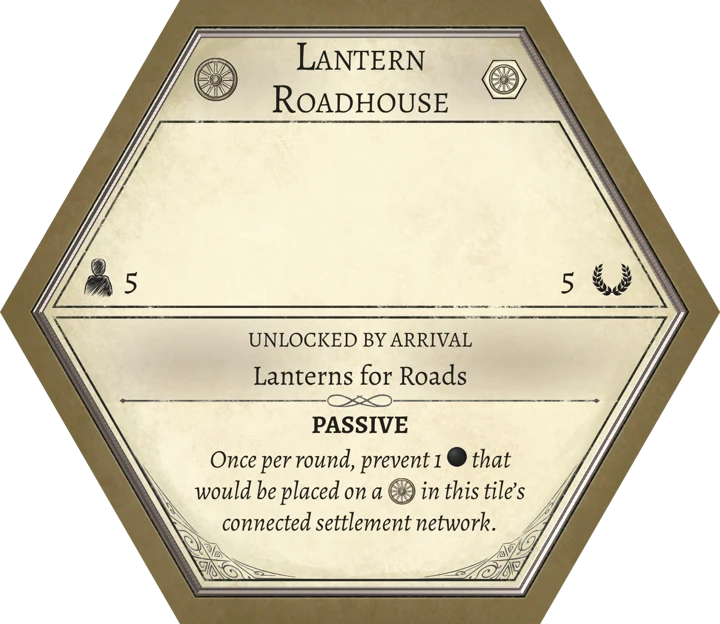 Lantern
Roadhouse
5
5
UNLOCKED BY ARRIVAL
Lanterns for Roads
PASSIVE
Once per round, prevent 1 that
would be placed on a in this tile's
connected settlement network.